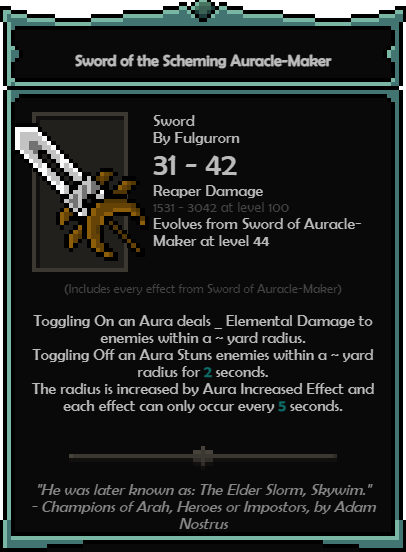 Sword of the Scheming Auracle-Maker
Sword
By Fulgurorn
31 - 42
Reaper Damage
1531 - 3042 at level 100
Evolves from Sword of Auracle-
Maker at level 44
(Includes every effect from Sword of Auracle-Maker)
Toggling On an Aura deals _ Elemental Damage to
enemies within a ~ yard radius.
Toggling Off an Aura Stuns enemies within a ~ yard
radius for 2 seconds.
The radius is increased by Aura Increased Effect and
each effect can only occur every 5 seconds.
"He was later known as: The Elder Slorm, Skywim."
- Champions of Arah, Heroes or Impostors, by Adam
Nostrus